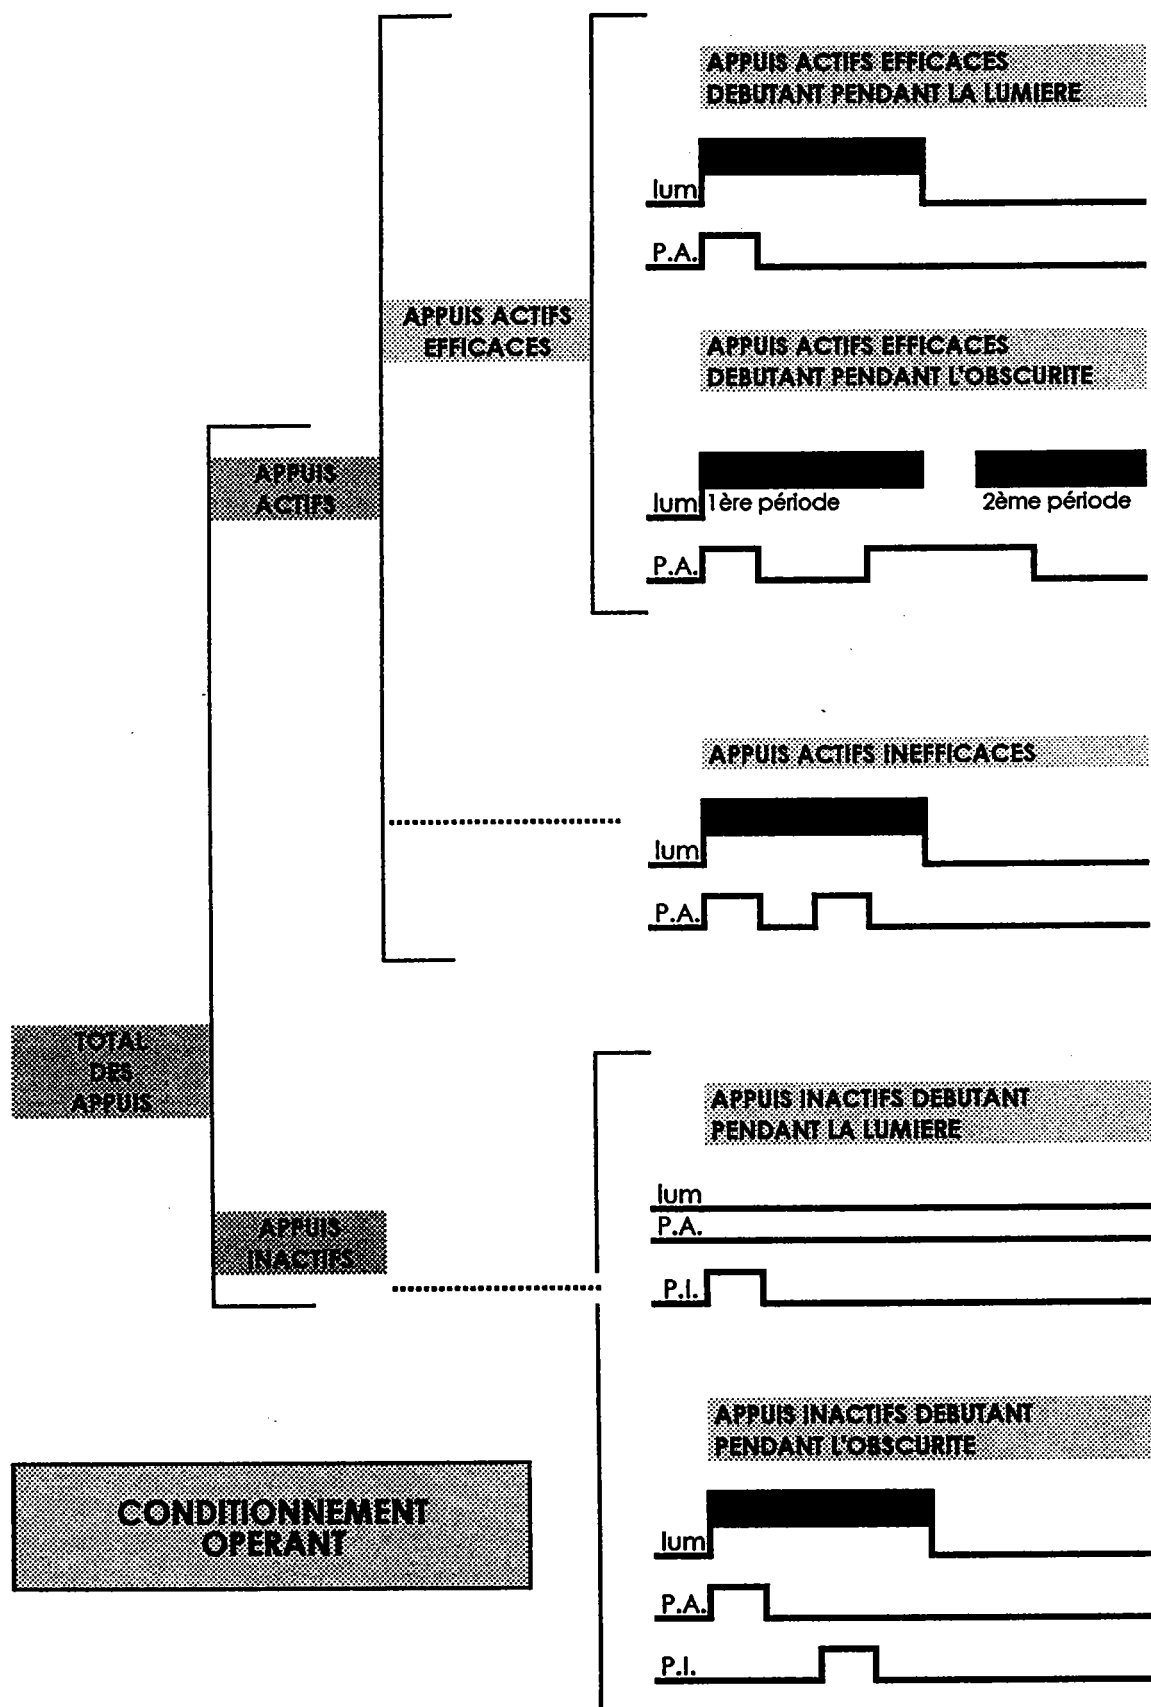 APPUIS ACTIFS EFFICACES
DEBUTANT PENDANT LA LUMIERE
lum
P.A.
APPUIS ACTIFS
EFFICACES
APPUIS ACTIFS EFFICACES
DEBUTANT PENDANT L'OBSCURITE
APPUIS
ACTIFS
lum
1ère période
2ème période
P.A.
APPUIS ACTIFS INEFFICACES
lum
P.A.
TOTAL
DES
APPUIS
APPUIS INACTIFS DEBUTANT
PENDANT LA LUMIERE
lum
P.A.
P.I.
APPUIS
INACTIFS
APPUIS INACTIFS DEBUTANT
PENDANT L'OBSCURITE
CONDITIONNEMENT
OPERANT
lum
P.A.
P.I.